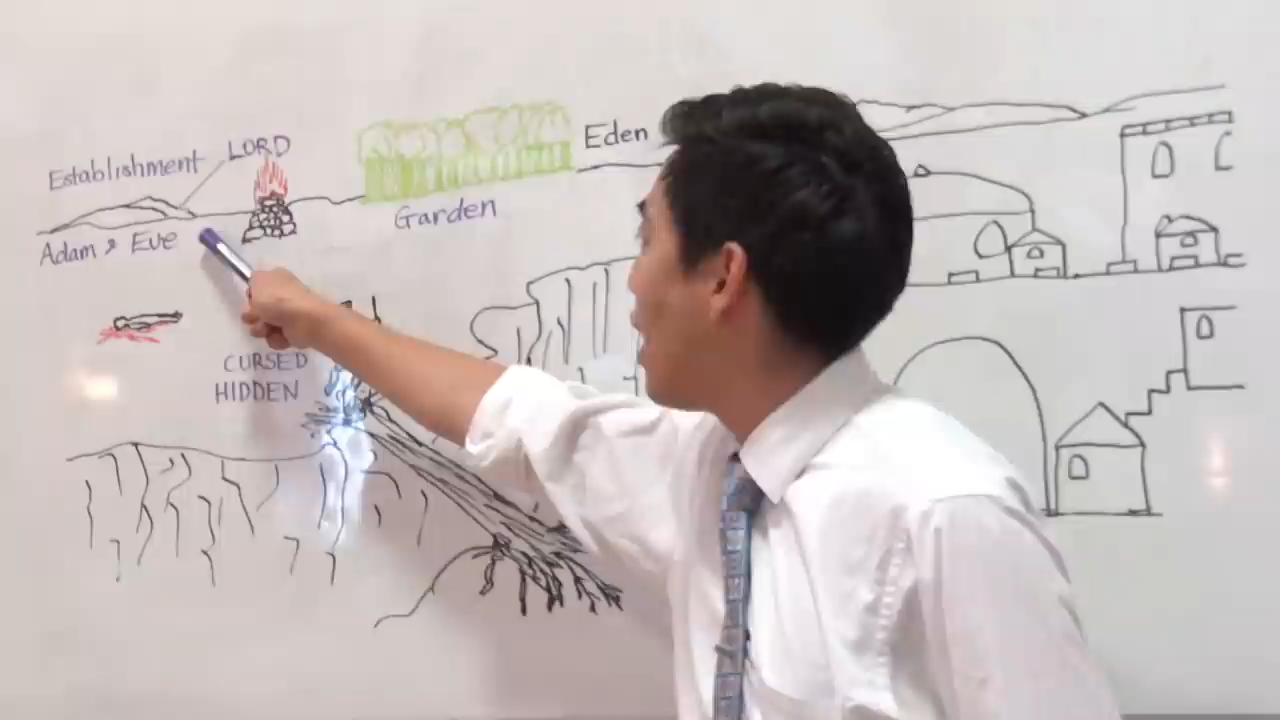 Establishment
LORD
Eden
Garden
Adam & Eve
CURSED
HIDDEN